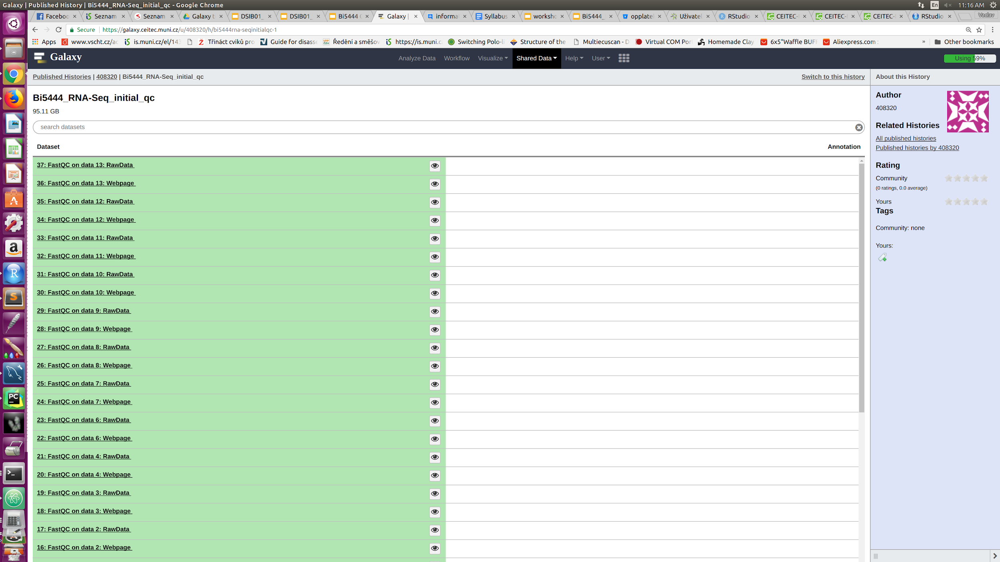 Galaxy | Published History | Bi5444_RNA-Seq_initial_qc - Google Chrome
En
11:16 AM
Faceboo
Seznam
Seznam
Galaxy t
DSIB01_
DSIB01_
Bi5444
Galaxy |
informa
Syllabus
worksho
Bi5444_
opplatel
Uživatel
RStudio
CEITEC-
CEITEC-
CEITEC-
RStudio
Vaclav
Secure
https://galaxy.ceitec.muni.cz/u/408320/h/bi5444rna-seqinitialqc-1
Apps
www.vscht.cz/ac
is.muni.cz/el/143
Třináct cviků pro
Guide for disasse
Ředění a směšov
https://is.muni.c
Switching Polo-li
Structure of the
Multiecuscan - D
Virtual COM Por
Homemade Clay
6x5"Waffle BUF
Aliexpress.com :
»
Other bookmarks
Galaxy
Analyze Data
Workflow
Visualize
Shared Data
Help
User
Using 59%
Published Histories | 408320 | Bi5444_RNA-Seq_initial_qc
Switch to this history
About this History
Bi5444_RNA-Seq_initial_qc
95.11 GB
search datasets
Dataset
Annotation
37: FastQC on data 13: RawData
36: FastQC on data 13: Webpage
35: FastQC on data 12: RawData
34: FastQC on data 12: Webpage
33: FastQC on data 11: RawData
32: FastQC on data 11: Webpage
31: FastQC on data 10: RawData
30: FastQC on data 10: Webpage
29: FastQC on data 9: RawData
28: FastQC on data 9: Webpage
27: FastQC on data 8: RawData
26: FastQC on data 8: Webpage
25: FastQC on data 7: RawData
24: FastQC on data 7: Webpage
23: FastQC on data 6: RawData
22: FastQC on data 6: Webpage
21: FastQC on data 4: RawData
20: FastQC on data 4: Webpage
19: FastQC on data 3: RawData
18: FastQC on data 3: Webpage
17: FastQC on data 2: RawData
16: FastQC on data 2: Webpage
Author
408320
Related Histories
All published histories
Published histories by 408320
Rating
Community
(0 ratings, 0.0 average)
Yours
Tags
Community: none
Yours: